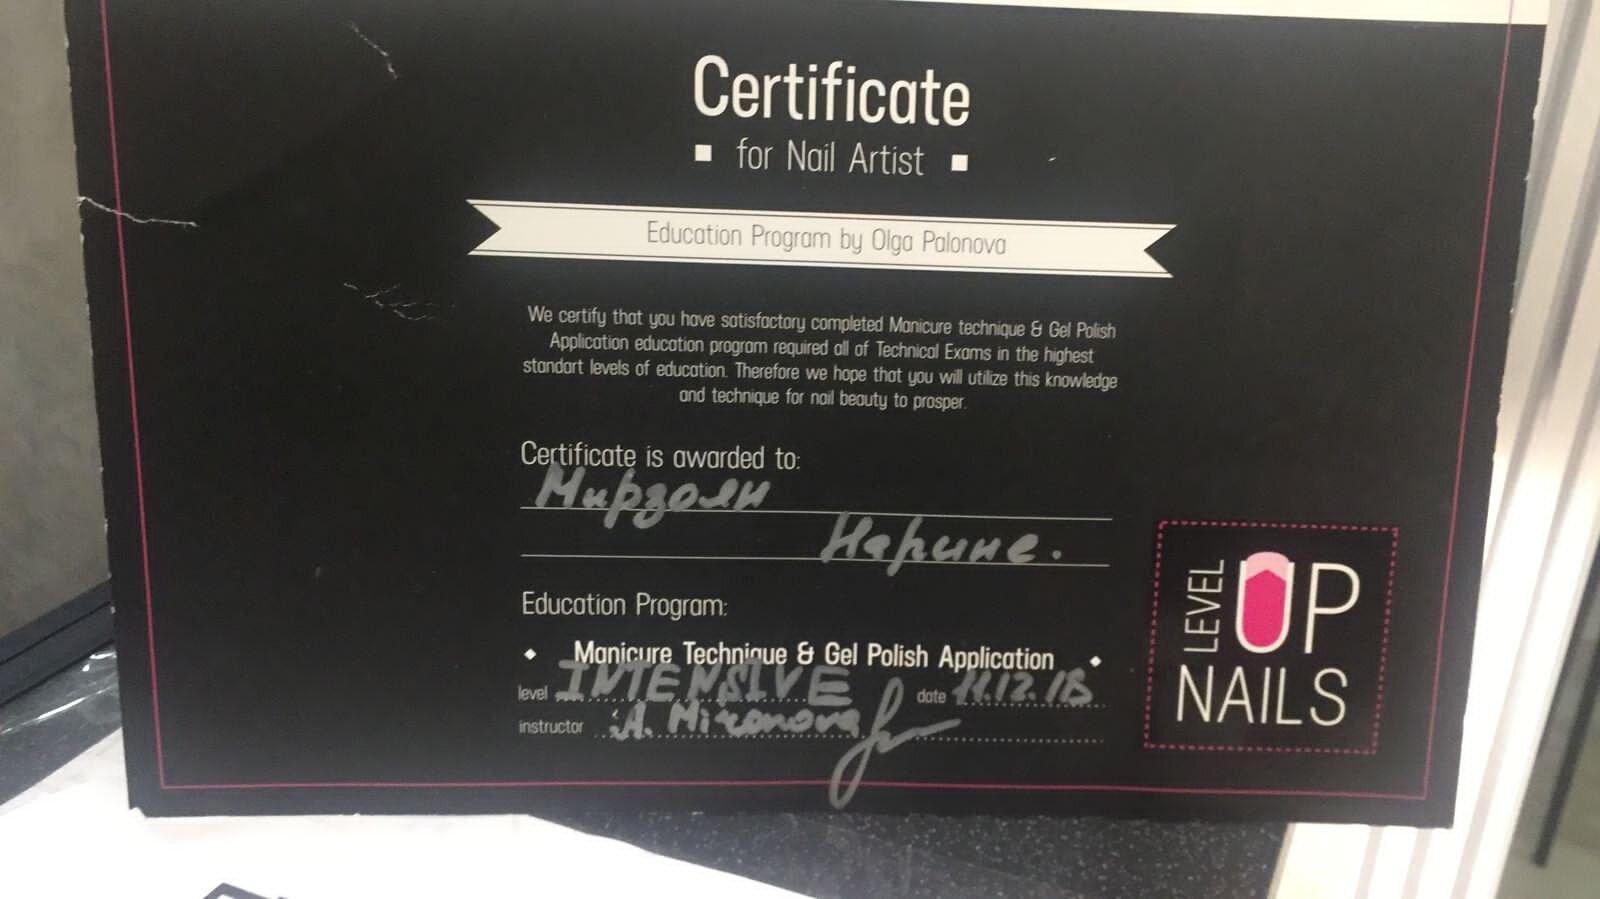 Certificate
for Nail Artist
Education Program by Olga Palonova
We certify that you have satisfactory completed Manicure technique & Gel Polish
Application education program required all of Technical Exams in the highest
standart levels of education. Therefore we hope that you will utilize this knowledge
and technique for nail beauty to prosper.
Certificate is awarded to:
Мирзоян
Нарине.
Education Program:
Manicure Technique & Gel Polish Application
level INTENSIVE date 11.12.18
instructor A. Mironova
LEVEL UP
NAILS